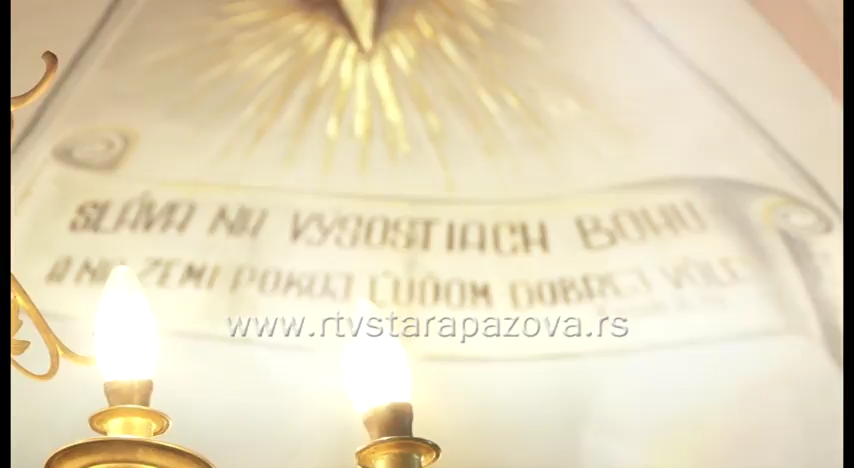 SLÁVA NA VÝSOSTIACH BOHU
A NA ZEMI POKOJ ĽUĎOM DOBREJ VÔLE
www.rtvstarapazova.rs